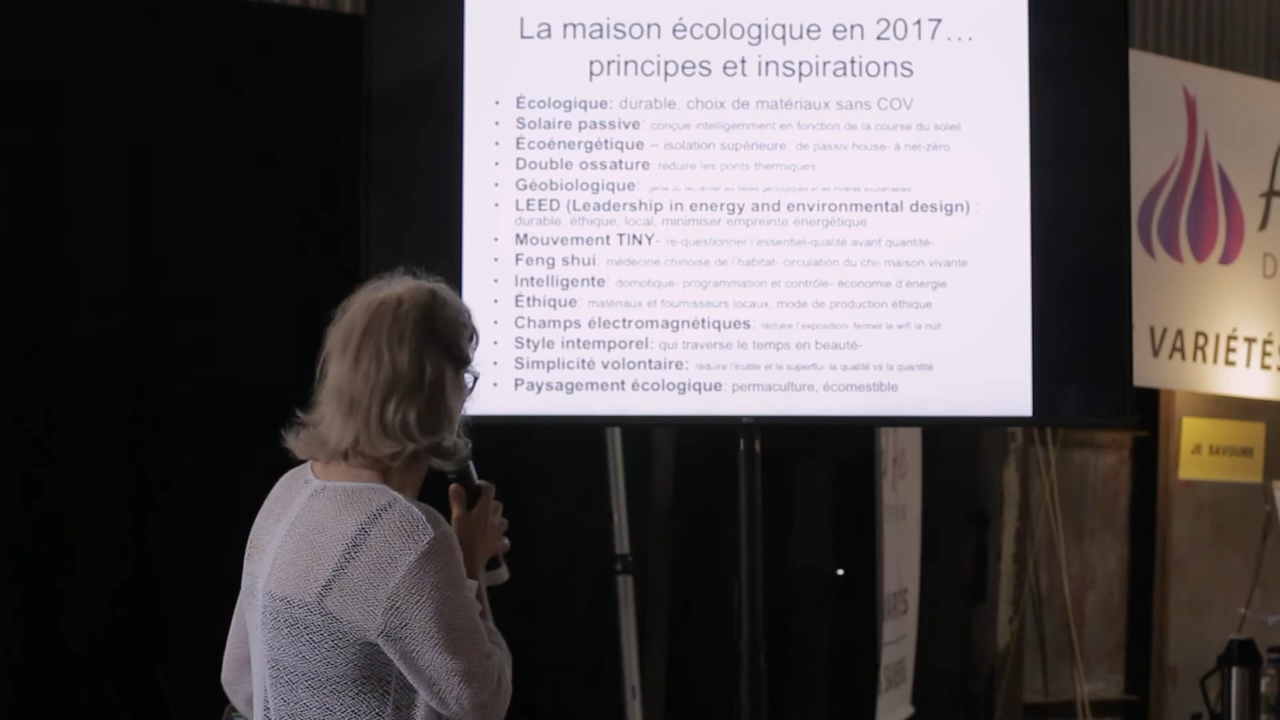 La maison écologique en 2017…
principes et inspirations
• Écologique: durable, choix de matériaux sans COV
• Solaire passive: conçue intelligemment en fonction de la course du soleil
• Écoénergétique – isolation supérieure: de passiv house- à net-zéro
• Double ossature: réduire les ponts thermiques
• Géobiologique:
• LEED (Leadership in energy and environmental design) :
durable, éthique, local, minimiser empreinte énergétique
• Mouvement TINY- re-questionner l'essentiel-qualité avant quantité-
• Feng shui: médecine chinoise de l'habitat- circulation du chi- maison vivante
• Intelligente: domotique- programmation et contrôle- économie d'énergie
• Éthique: matériaux et fournisseurs locaux, mode de production éthique
• Champs électromagnétiques: réduire l'exposition- fermer le wifi la nuit
• Style intemporel: qui traverse le temps en beauté-
• Simplicité volontaire: réduire l'inutile et le superflu- la qualité vs la quantité
• Paysagement écologique: permaculture, écomestible
VARIÉTÉS
JE SAVOURE